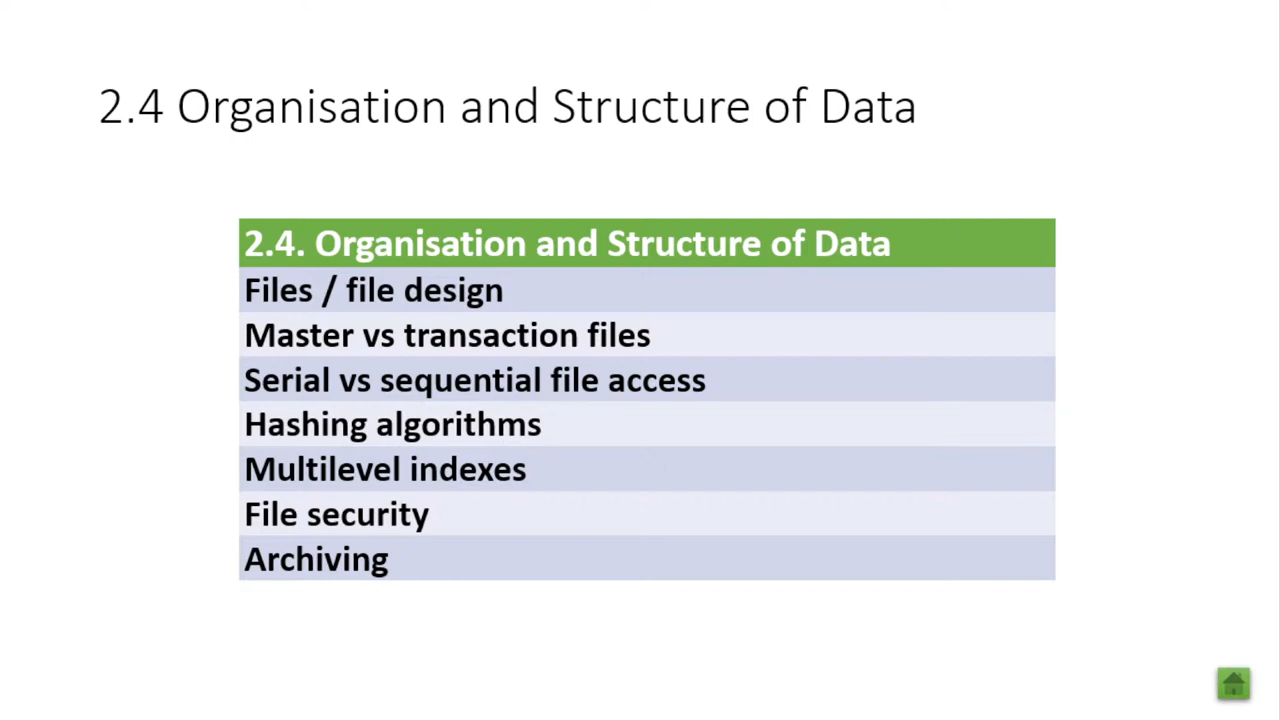 2.4 Organisation and Structure of Data
2.4. Organisation and Structure of Data
Files / file design
Master vs transaction files
Serial vs sequential file access
Hashing algorithms
Multilevel indexes
File security
Archiving